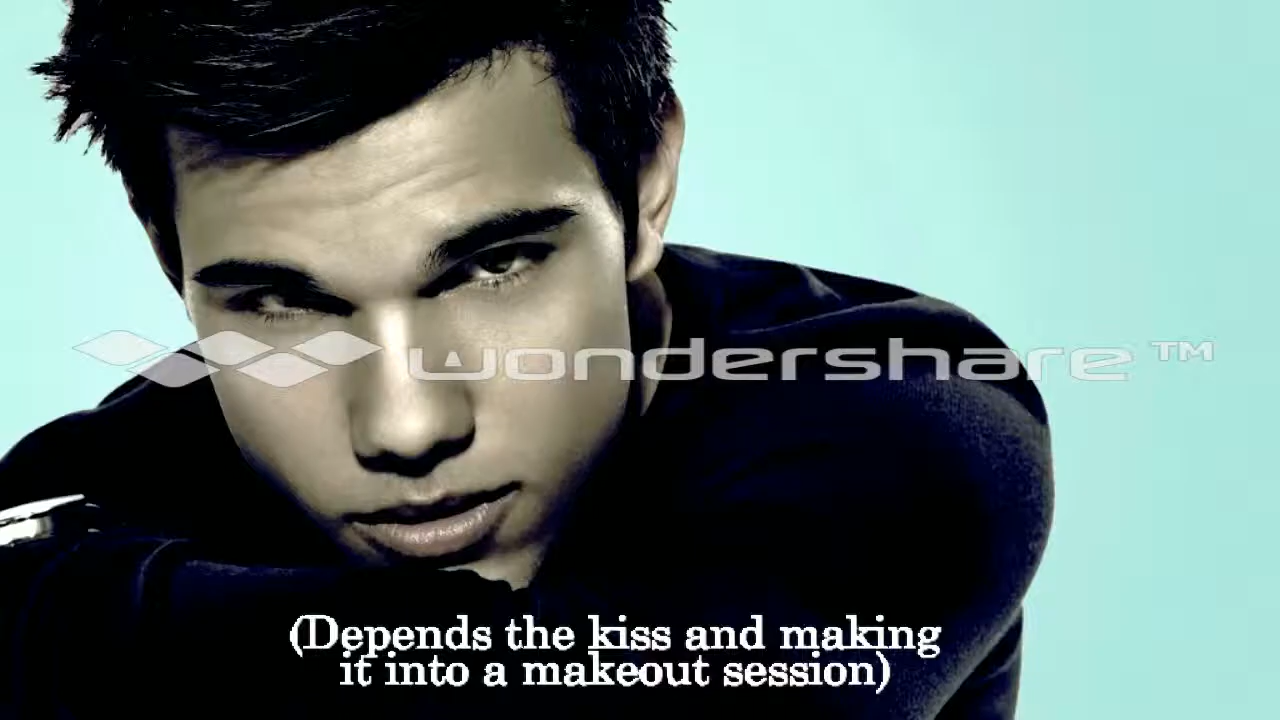 wondershare™
(Depends the kiss and making
it into a makeout session)